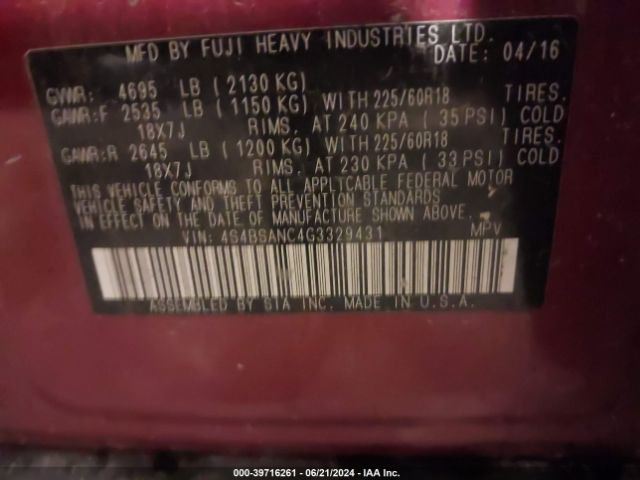 MFD BY FUJI HEAVY INDUSTRIES LTD.
DATE: 04/16
GVWR: 4695 LB (2130 KG)
GAWR:F 2535 LB (1150 KG) WITH 225/60R18 TIRES.
18X7J RIMS. AT 240 KPA (35 PSI) COLD
GAWR:R 2645 LB (1200 KG) WITH 225/60R18 TIRES.
18X7J RIMS. AT 230 KPA (33 PSI) COLD
THIS VEHICLE CONFORMS TO ALL APPLICABLE FEDERAL MOTOR
VEHICLE SAFETY AND THEFT PREVENTION STANDARDS
IN EFFECT ON THE DATE OF MANUFACTURE SHOWN ABOVE.
VIN: 4S4BSANC4G3329431 MPV
ASSEMBLED BY SIA INC. MADE IN U.S.A.
000-39716261 - 06/21/2024 - IAA Inc.